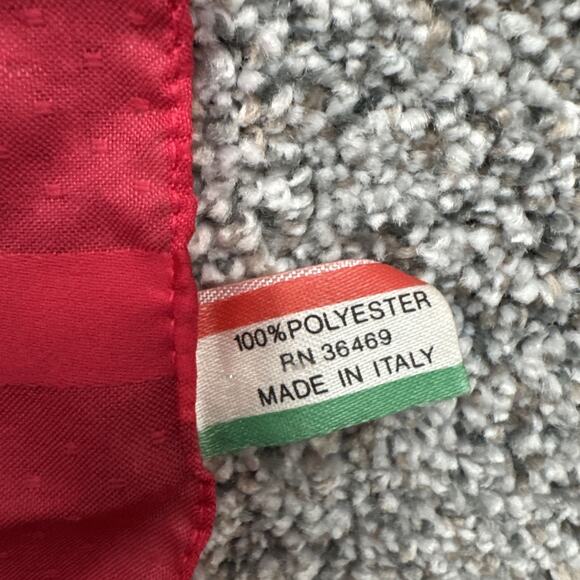 100% POLYESTER
RN 36469
MADE IN ITALY